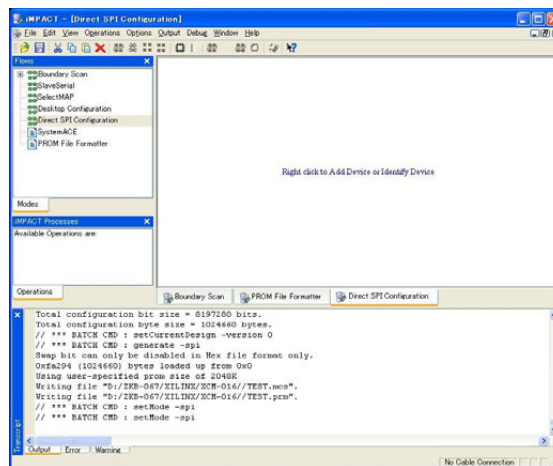 iMPACT - [Direct SPI Configuration]
File Edit View Operations Options Output Debug Window Help
Flows
Boundary Scan
SlaveSerial
SelectMAP
Desktop Configuration
Direct SPI Configuration
SystemACE
PROM File Formatter
Right click to Add Device or Identify Device
Modes
iMPACT Processes
Available Operations are:
Operations
Boundary Scan PROM File Formatter Direct SPI Configuration
Total configuration bit size = 8197280 bits.
Total configuration byte size = 1024660 bytes.
// *** BATCH CMD : setCurrentDesign -version 0
// *** BATCH CMD : generate -spi
Swap bit can only be disabled in Hex file format only.
0xfa294 (1024660) bytes loaded up from 0x0
Using user-specified prom size of 2048K
Writing file "D:/ZKB-067/XILINX/XCM-016//TEST.mcs".
Writing file "D:/ZKB-067/XILINX/XCM-016//TEST.prm".
// *** BATCH CMD : setMode -spi
// *** BATCH CMD : setMode -spi
Transcript
Output Error Warning
No Cable Connection